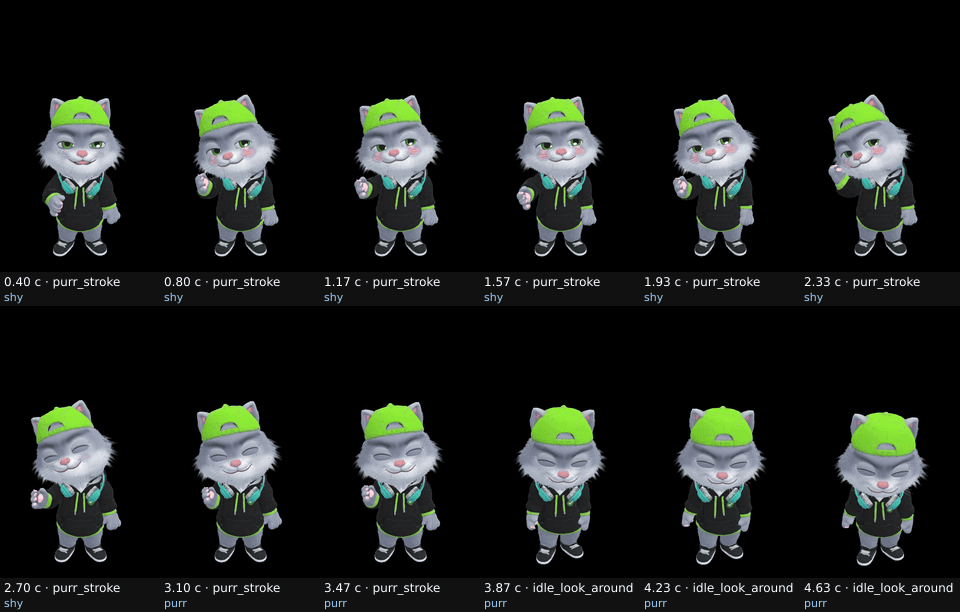 0.40 с · purr_stroke
shy
0.80 с · purr_stroke
shy
1.17 с · purr_stroke
shy
1.57 с · purr_stroke
shy
1.93 с · purr_stroke
shy
2.33 с · purr_stroke
shy
2.70 с · purr_stroke
shy
3.10 с · purr_stroke
purr
3.47 с · purr_stroke
purr
3.87 с · idle_look_around
purr
4.23 с · idle_look_around
purr
4.63 с · idle_look_around
purr